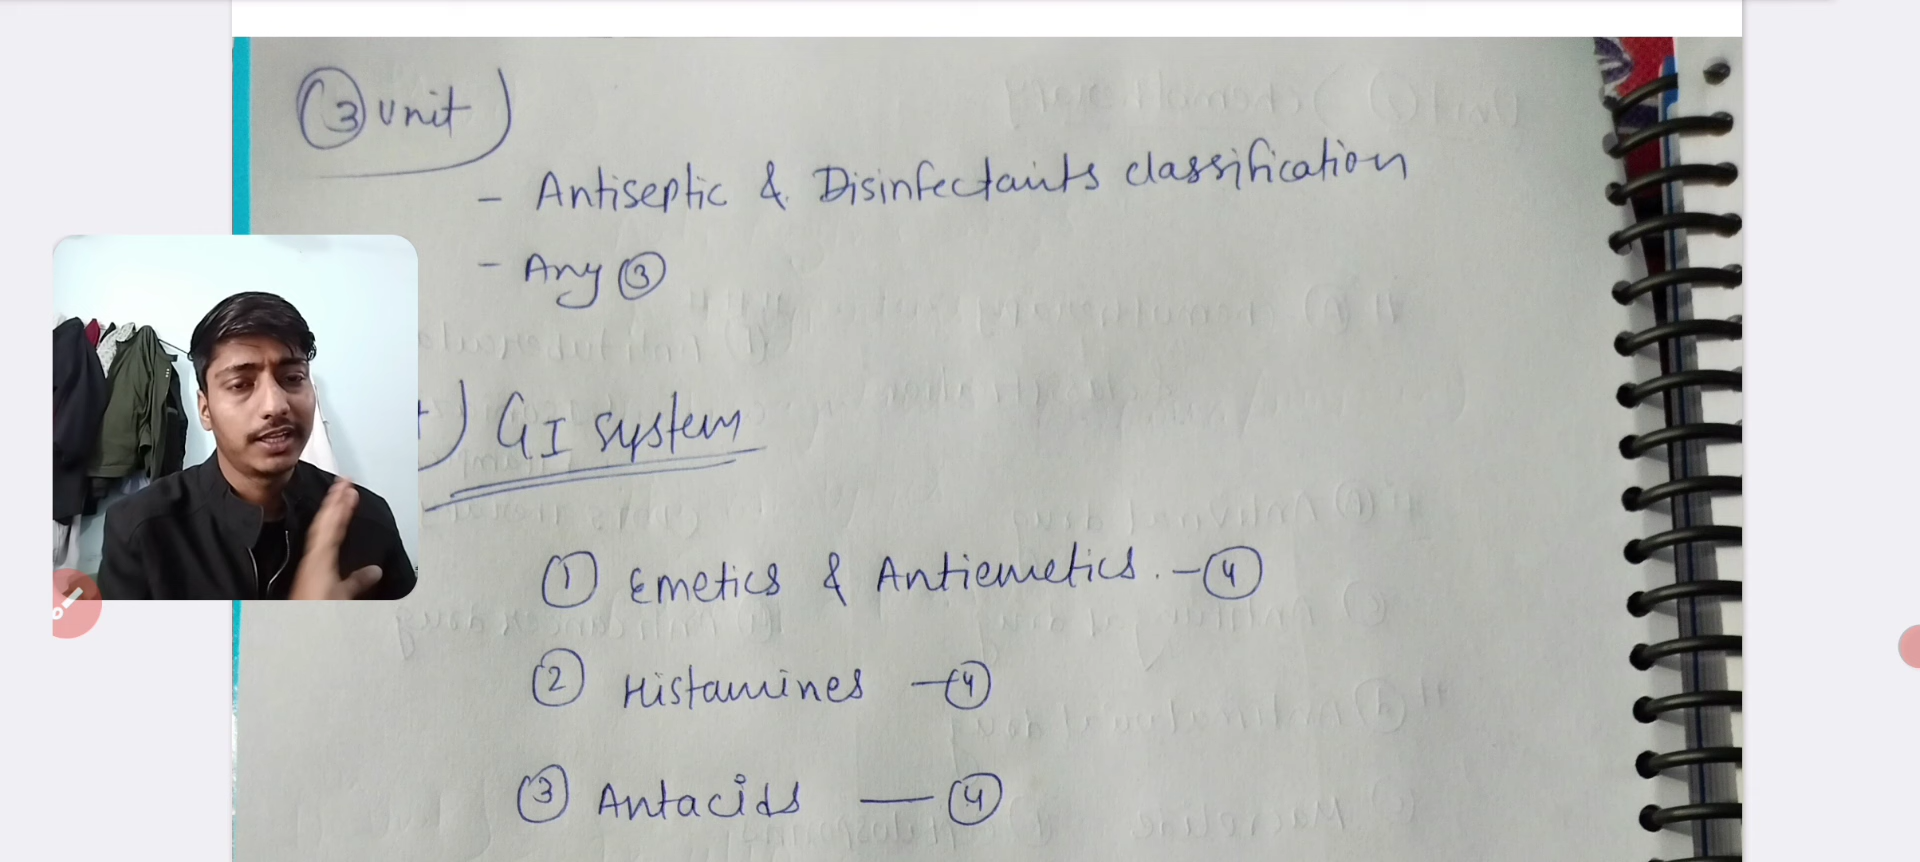 ③ unit)
- Antiseptic & Disinfectants classification
- Any ③
) GI system
① Emetics & Antiemetics. - ④
② Histamines - ④
③ Antacids - ④